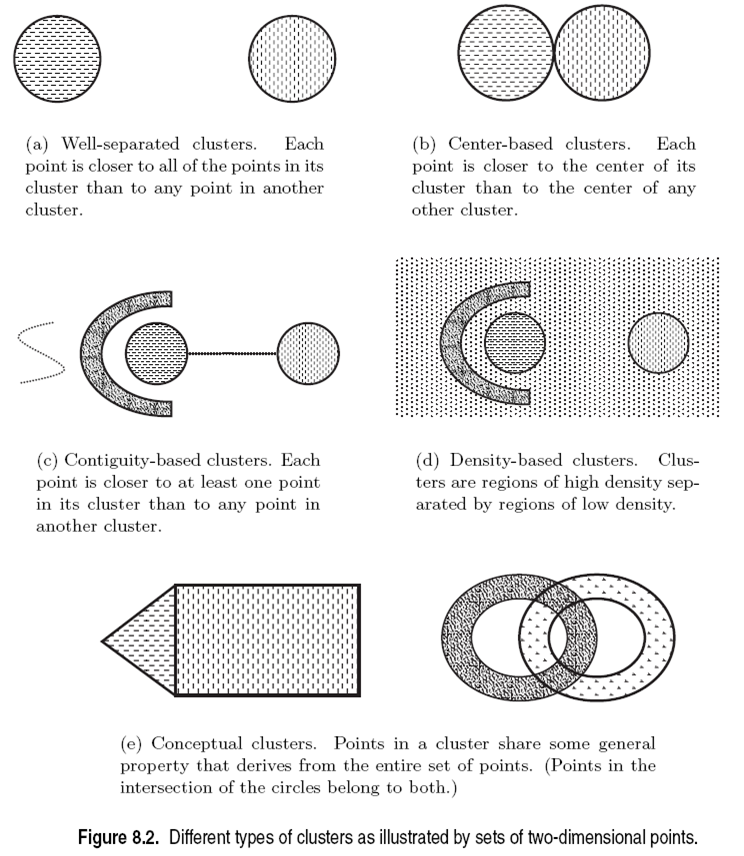 (a) Well-separated clusters. Each
point is closer to all of the points in its
cluster than to any point in another
cluster.
(b) Center-based clusters. Each
point is closer to the center of its
cluster than to the center of any
other cluster.
(c) Contiguity-based clusters. Each
point is closer to at least one point
in its cluster than to any point in
another cluster.
(d) Density-based clusters. Clus-
ters are regions of high density sep-
arated by regions of low density.
(e) Conceptual clusters. Points in a cluster share some general
property that derives from the entire set of points. (Points in the
intersection of the circles belong to both.)
Figure 8.2. Different types of clusters as illustrated by sets of two-dimensional points.